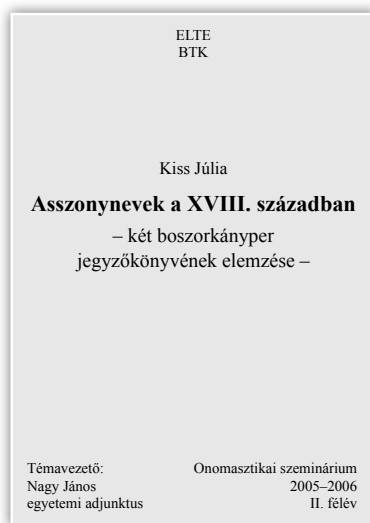 ELTE
BTK
Kiss Júlia
Asszonynevek a XVIII. században
– két boszorkányper
jegyzőkönyvének elemzése –
Témavezető:
Nagy János
egyetemi adjunktus
Onomasztikai szeminárium
2005–2006
II. félév